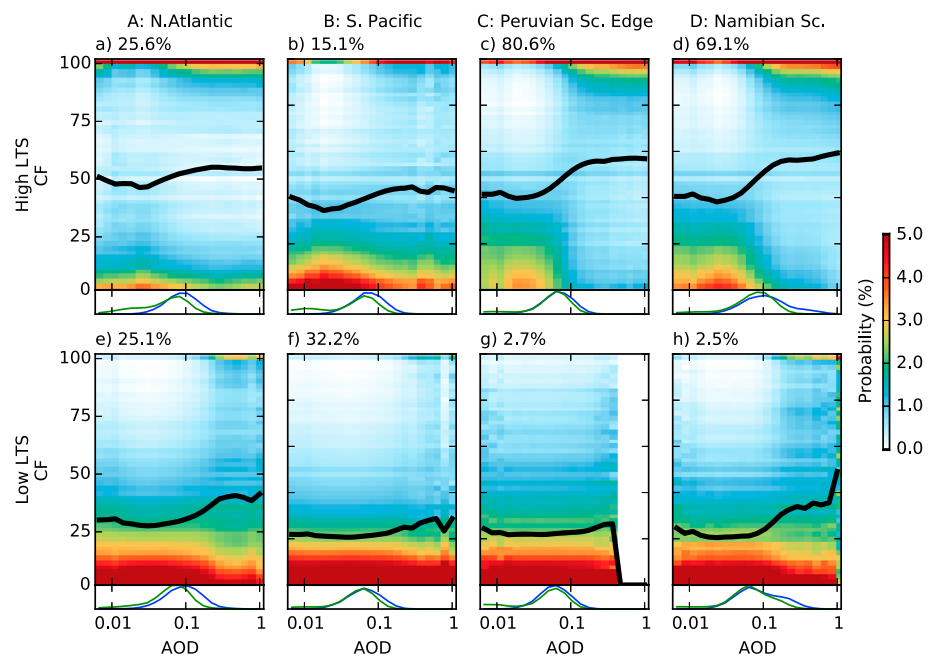 A: N.Atlantic B: S. Pacific C: Peruvian Sc. Edge D: Namibian Sc.
a) 25.6% b) 15.1% c) 80.6% d) 69.1%
100
75
50
25
0
High LTS
CF
e) 25.1% f) 32.2% g) 2.7% h) 2.5%
100
75
50
25
0
Low LTS
CF
0.01 0.1 1 0.01 0.1 1 0.01 0.1 1 0.01 0.1 1
AOD AOD AOD AOD
5.0
4.0
3.0
2.0
1.0
0.0
Probability (%)